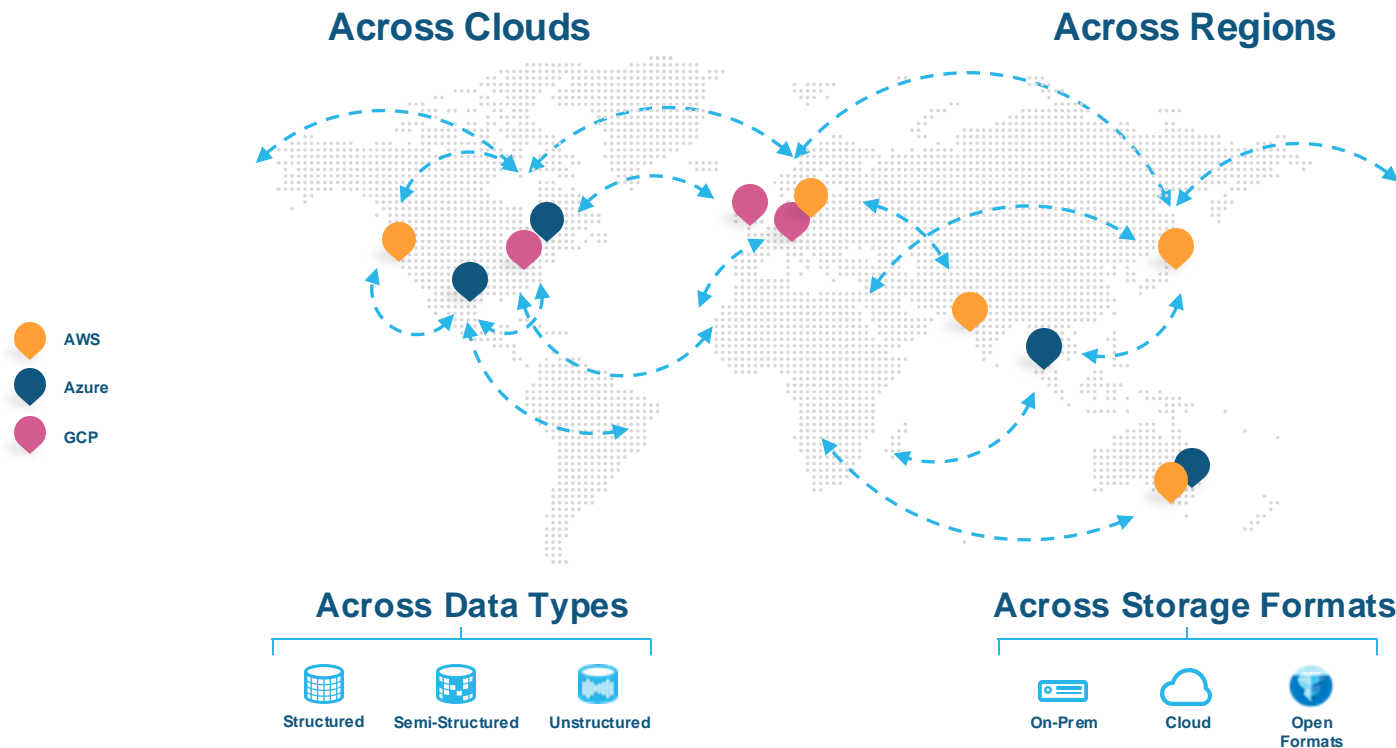 Across Clouds
Across Regions
AWS
Azure
GCP
Across Data Types
Structured
Semi-Structured
Unstructured
Across Storage Formats
On-Prem
Cloud
Open
Formats